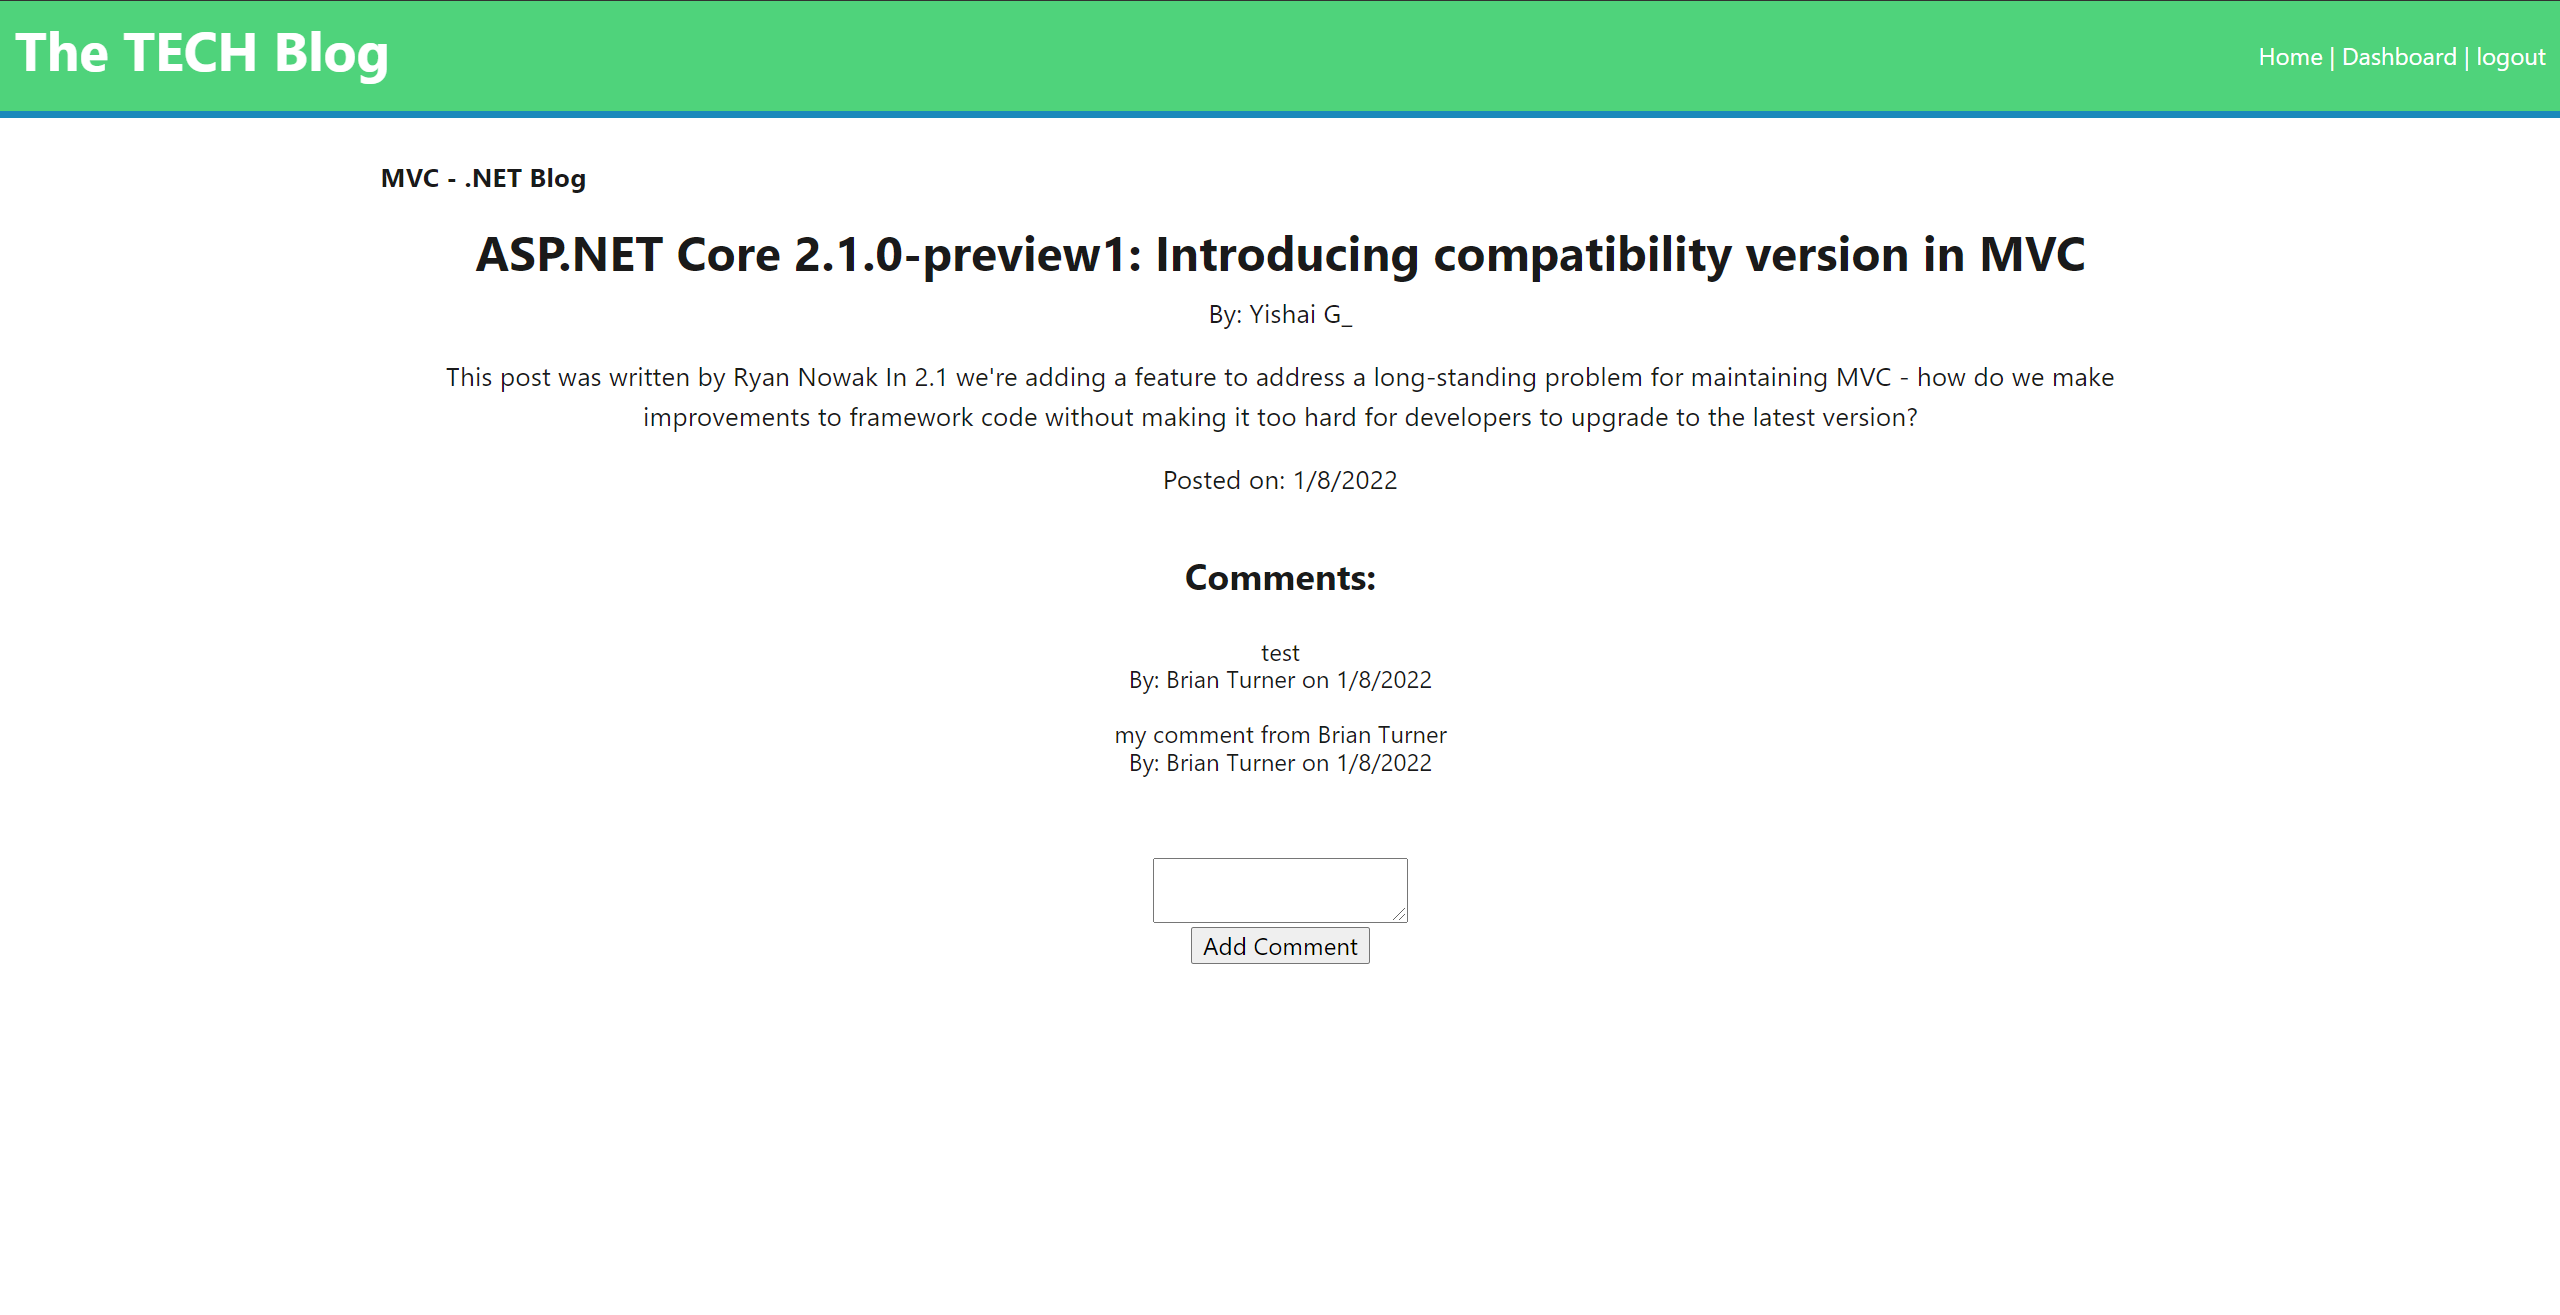 The TECH Blog
Home | Dashboard | logout
MVC - .NET Blog
ASP.NET Core 2.1.0-preview1: Introducing compatibility version in MVC
By: Yishai G_
This post was written by Ryan Nowak In 2.1 we're adding a feature to address a long-standing problem for maintaining MVC - how do we make
improvements to framework code without making it too hard for developers to upgrade to the latest version?
Posted on: 1/8/2022
Comments:
test
By: Brian Turner on 1/8/2022
my comment from Brian Turner
By: Brian Turner on 1/8/2022
Add Comment